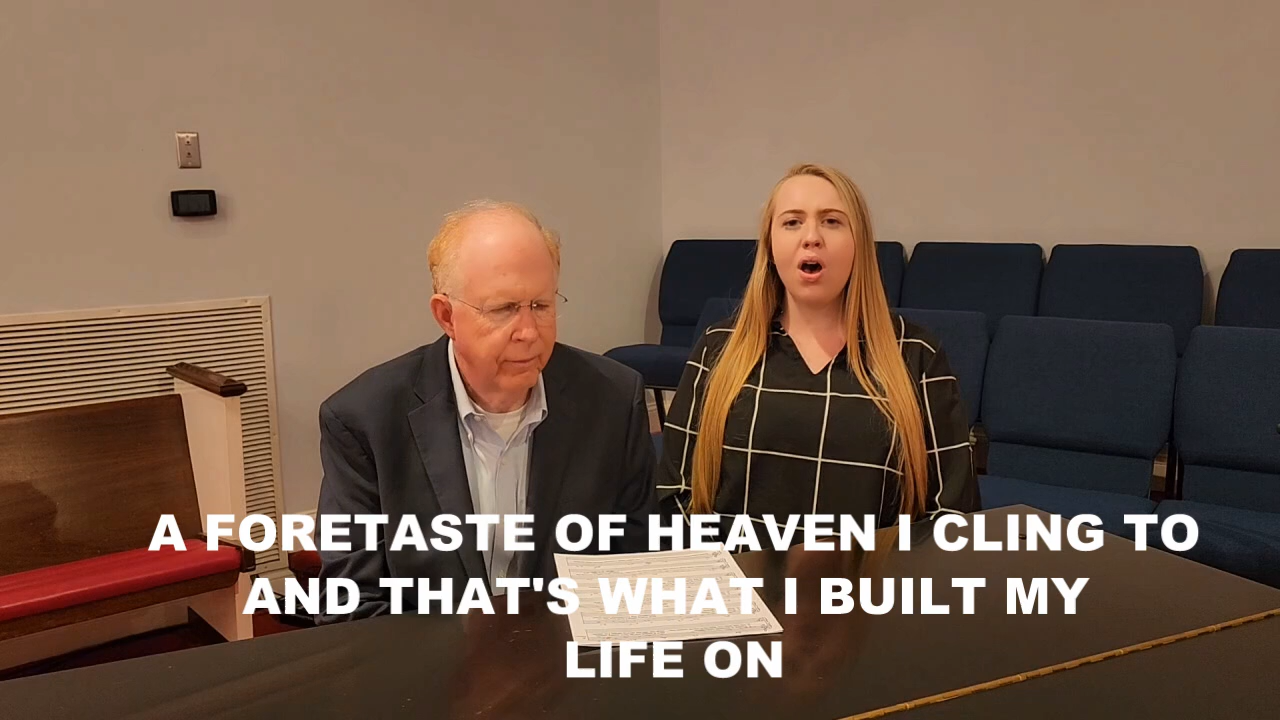 A FORETASTE OF HEAVEN I CLING TO
AND THAT'S WHAT I BUILT MY
LIFE ON